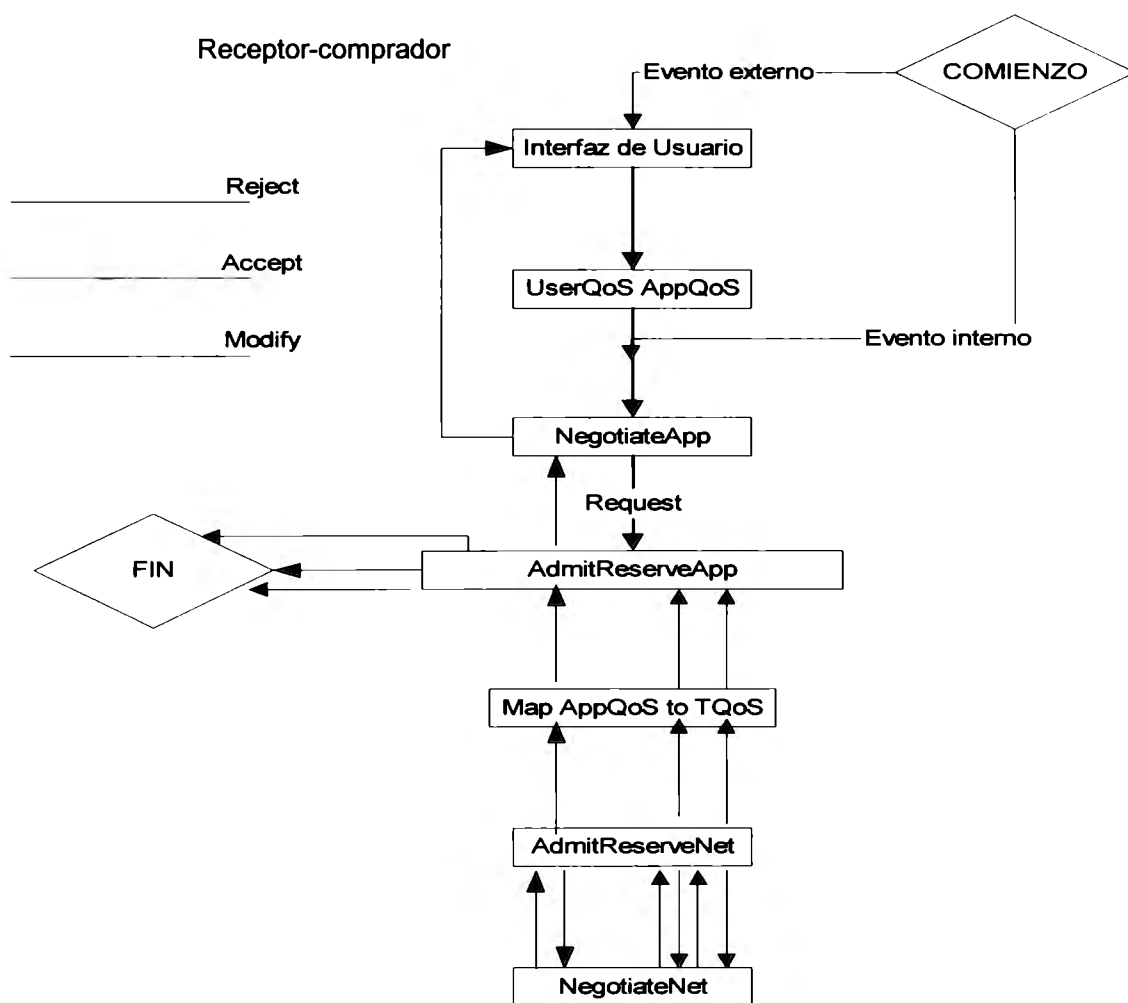 Receptor-comprador
Evento externo
COMIENZO
Interfaz de Usuario
Reject
Accept
UserQoS AppQoS
Modify
Evento interno
NegotiateApp
Request
FIN
AdmitReserveApp
Map AppQoS to TQoS
AdmitReserveNet
NegotiateNet